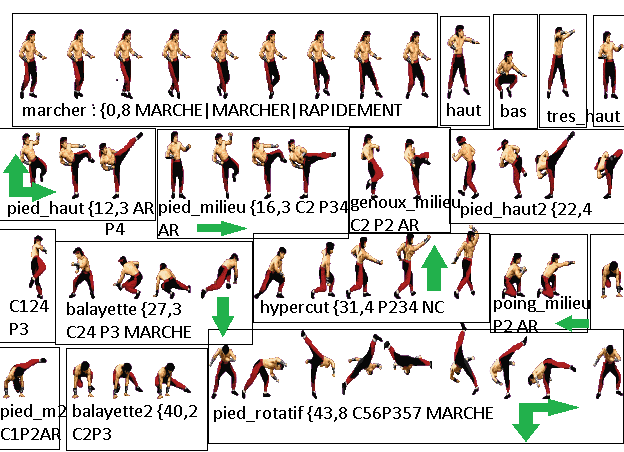 marcher : {0,8 MARCHE|MARCHER|RAPIDEMENT
haut
bas
tres_haut
pied_haut {12,3 AR
P4
pied_milieu {16,3 C2 P34
AR
genoux_milieu
C2 P2 AR
pied_haut2 {22,4
C124
P3
balayette {27,3
C24 P3 MARCHE
hypercut {31,4 P234 NC
poing_milieu
P2 AR
pied_m2
C1P2AR
balayette2 {40,2
C2P3
pied_rotatif {43,8 C56P357 MARCHE